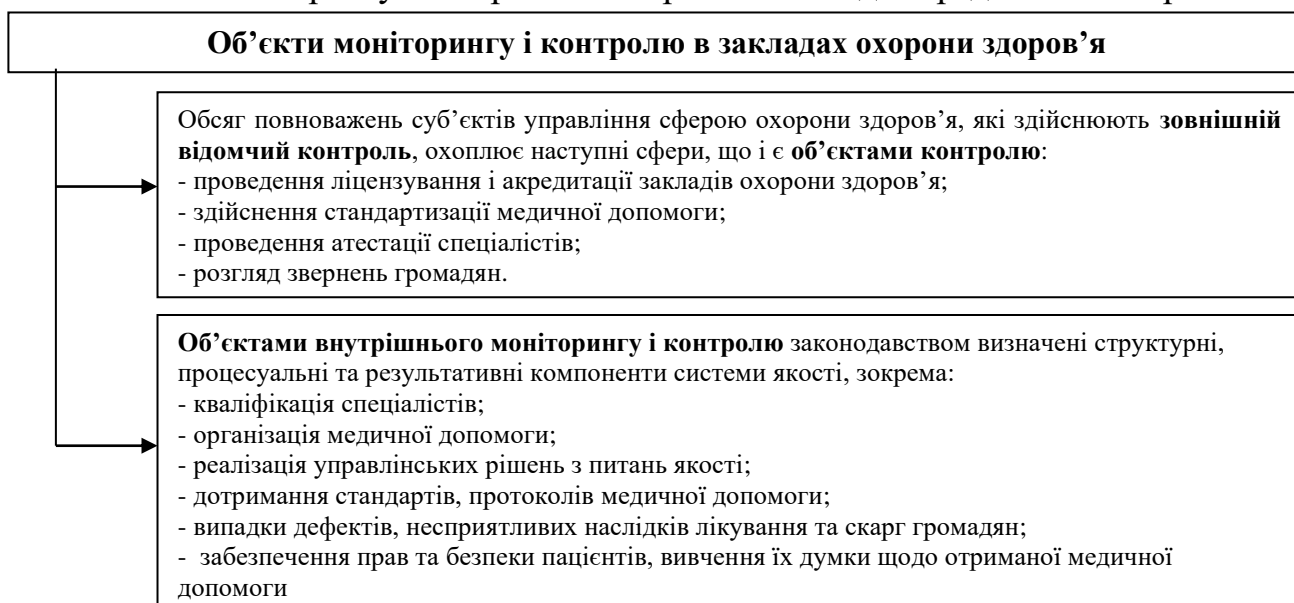 Об’єкти моніторингу і контролю в закладах охорони здоров’я
Обсяг повноважень суб’єктів управління сферою охорони здоров’я, які здійснюють зовнішній
відомчий контроль, охоплює наступні сфери, що і є об’єктами контролю:
- проведення ліцензування і акредитації закладів охорони здоров’я;
- здійснення стандартизації медичної допомоги;
- проведення атестації спеціалістів;
- розгляд звернень громадян.
Об’єктами внутрішнього моніторингу і контролю законодавством визначені структурні,
процесуальні та результативні компоненти системи якості, зокрема:
- кваліфікація спеціалістів;
- організація медичної допомоги;
- реалізація управлінських рішень з питань якості;
- дотримання стандартів, протоколів медичної допомоги;
- випадки дефектів, несприятливих наслідків лікування та скарг громадян;
- забезпечення прав та безпеки пацієнтів, вивчення їх думки щодо отриманої медичної
допомоги